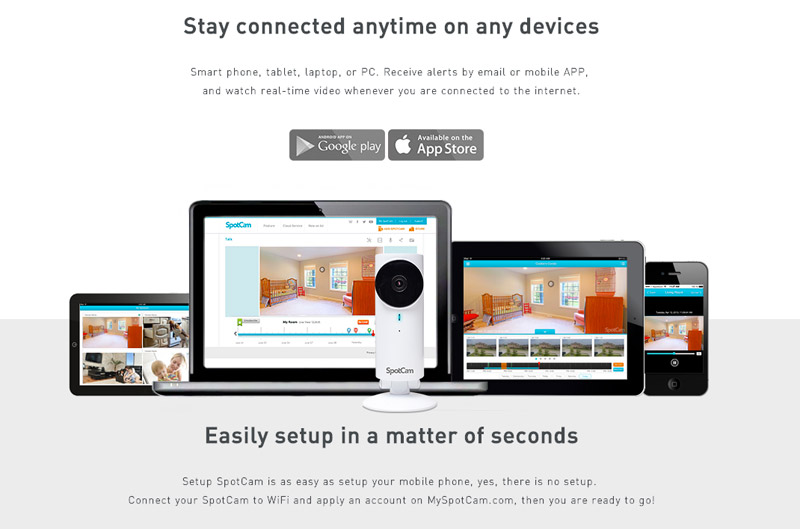 Stay connected anytime on any devices
Smart phone, tablet, laptop, or PC. Receive alerts by email or mobile APP,
and watch real-time video whenever you are connected to the internet.
ANDROID APP ON
Google play
Available on the
App Store
SpotCam
SpotCam
Easily setup in a matter of seconds
Setup SpotCam is as easy as setup your mobile phone, yes, there is no setup.
Connect your SpotCam to WiFi and apply an account on MySpotCam.com, then you are ready to go!